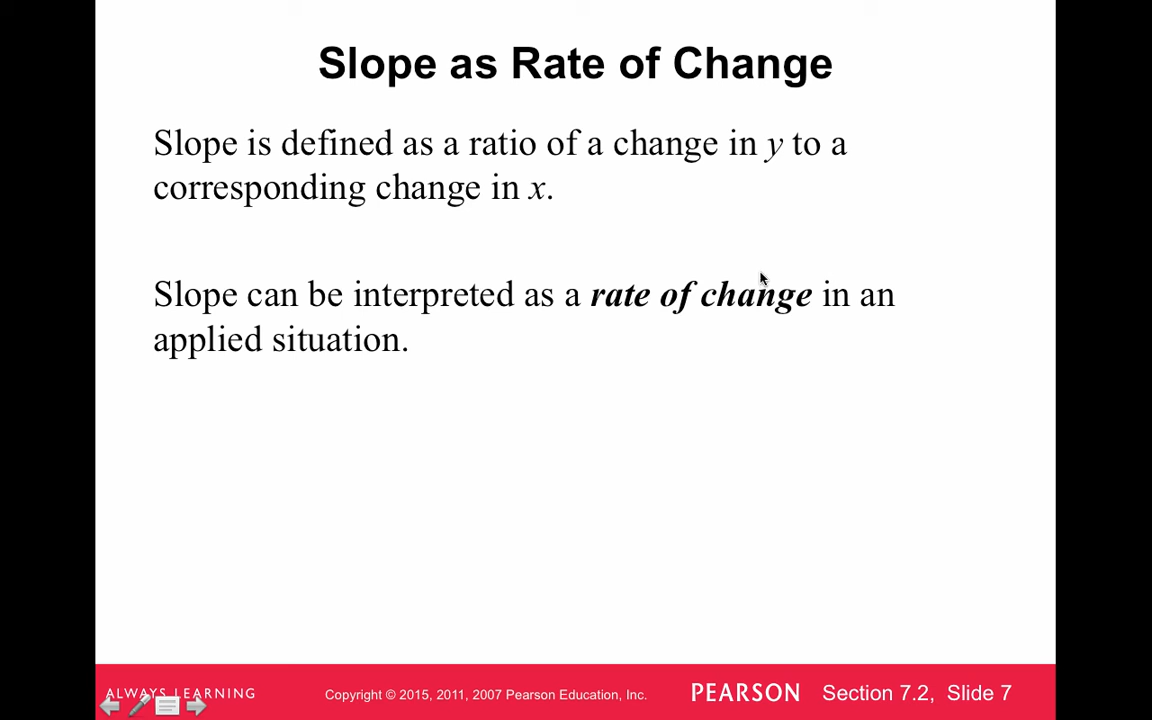 Slope as Rate of Change
Slope is defined as a ratio of a change in y to a
corresponding change in x.
Slope can be interpreted as a rate of change in an
applied situation.
ALWAYS LEARNING
Copyright © 2015, 2011, 2007 Pearson Education, Inc.
PEARSON
Section 7.2, Slide 7